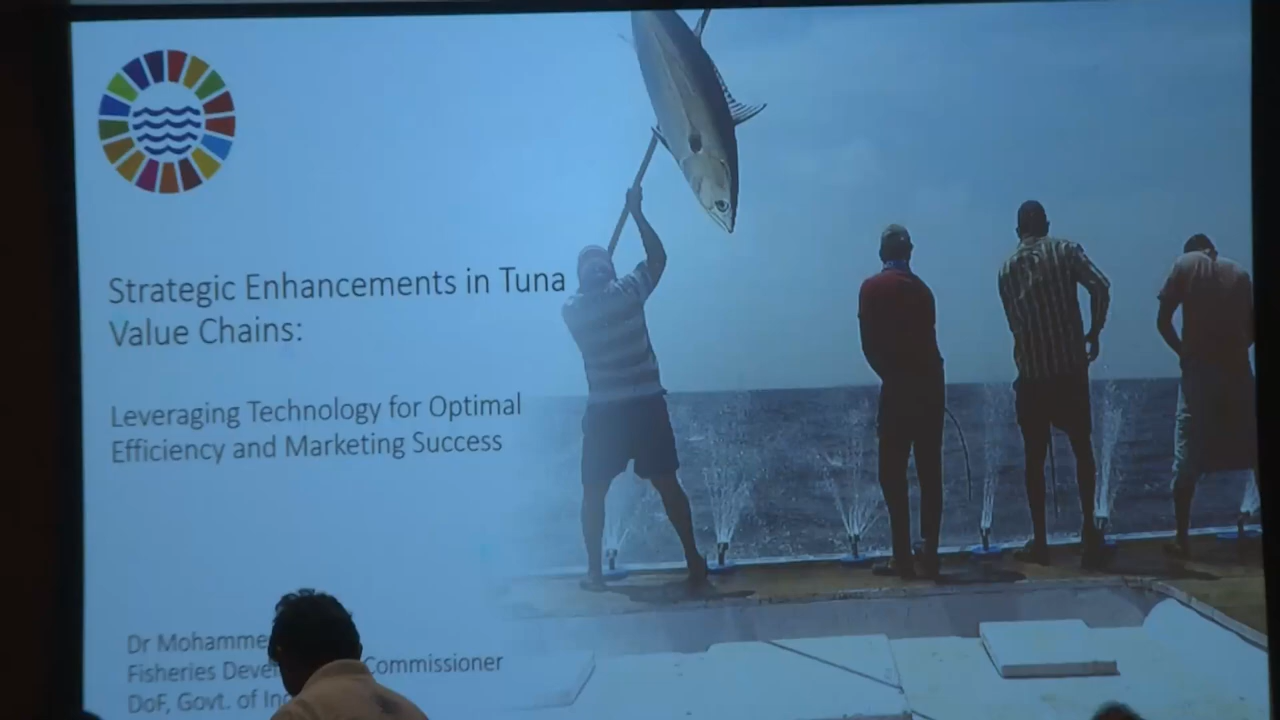 Strategic Enhancements in Tuna
Value Chains:
Leveraging Technology for Optimal
Efficiency and Marketing Success
Dr
Fisheries Commissioner
DoF, Govt. of